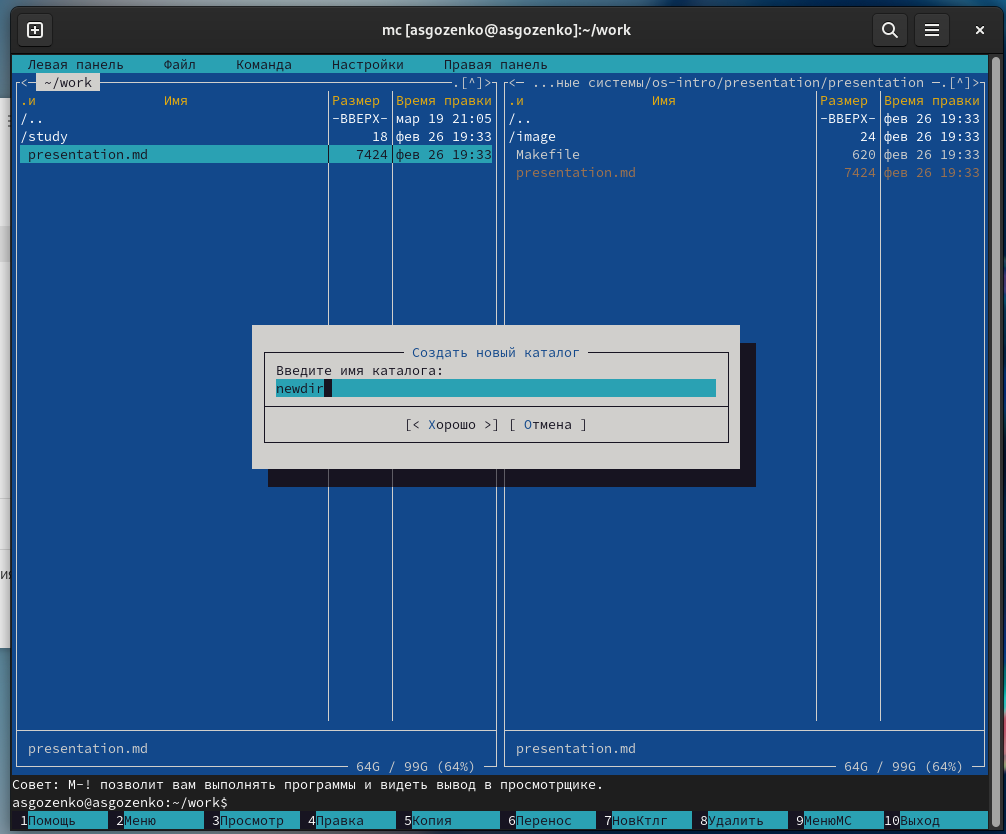 mc [asgozenko@asgozenko]:~/work
Левая панель Файл Команда Настройки Правая панель
<- ~/work .[^]> <- ...ные системы/os-intro/presentation/presentation -.[^]>
.и Имя Размер Время правки .и Имя Размер Время правки
/.. -ВВЕРХ- мар 19 21:05 /.. -ВВЕРХ- фев 26 19:33
/study 18 фев 26 19:33 /image 24 фев 26 19:33
presentation.md 7424 фев 26 19:33 Makefile 620 фев 26 19:33
presentation.md 7424 фев 26 19:33
Создать новый каталог
Введите имя каталога:
newdir
[< Хорошо >] [ Отмена ]
presentation.md presentation.md
64G / 99G (64%) 64G / 99G (64%)
Совет: M-! позволит вам выполнять программы и видеть вывод в просмотрщике.
asgozenko@asgozenko:~/work$
1Помощь 2Меню 3Просмотр 4Правка 5Копия 6Перенос 7НовКтлг 8Удалить 9МенюMC 10Выход